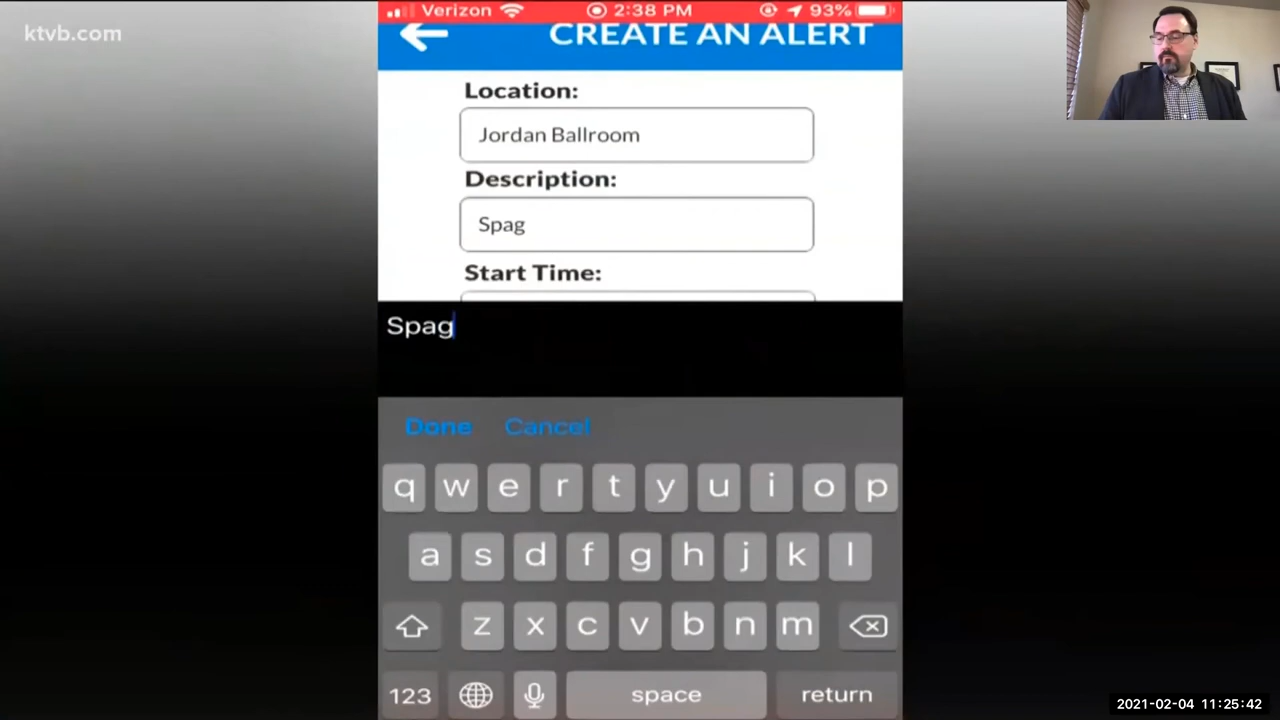 ktvb.com
Verizon 2:38 PM 93%
CREATE AN ALERT
Location:
Jordan Ballroom
Description:
Spag
Start Time:
Spag
Done Cancel
q w e r t y u i o p
a s d f g h j k l
z x c v b n m
123 space return
2021-02-04 11:25:42